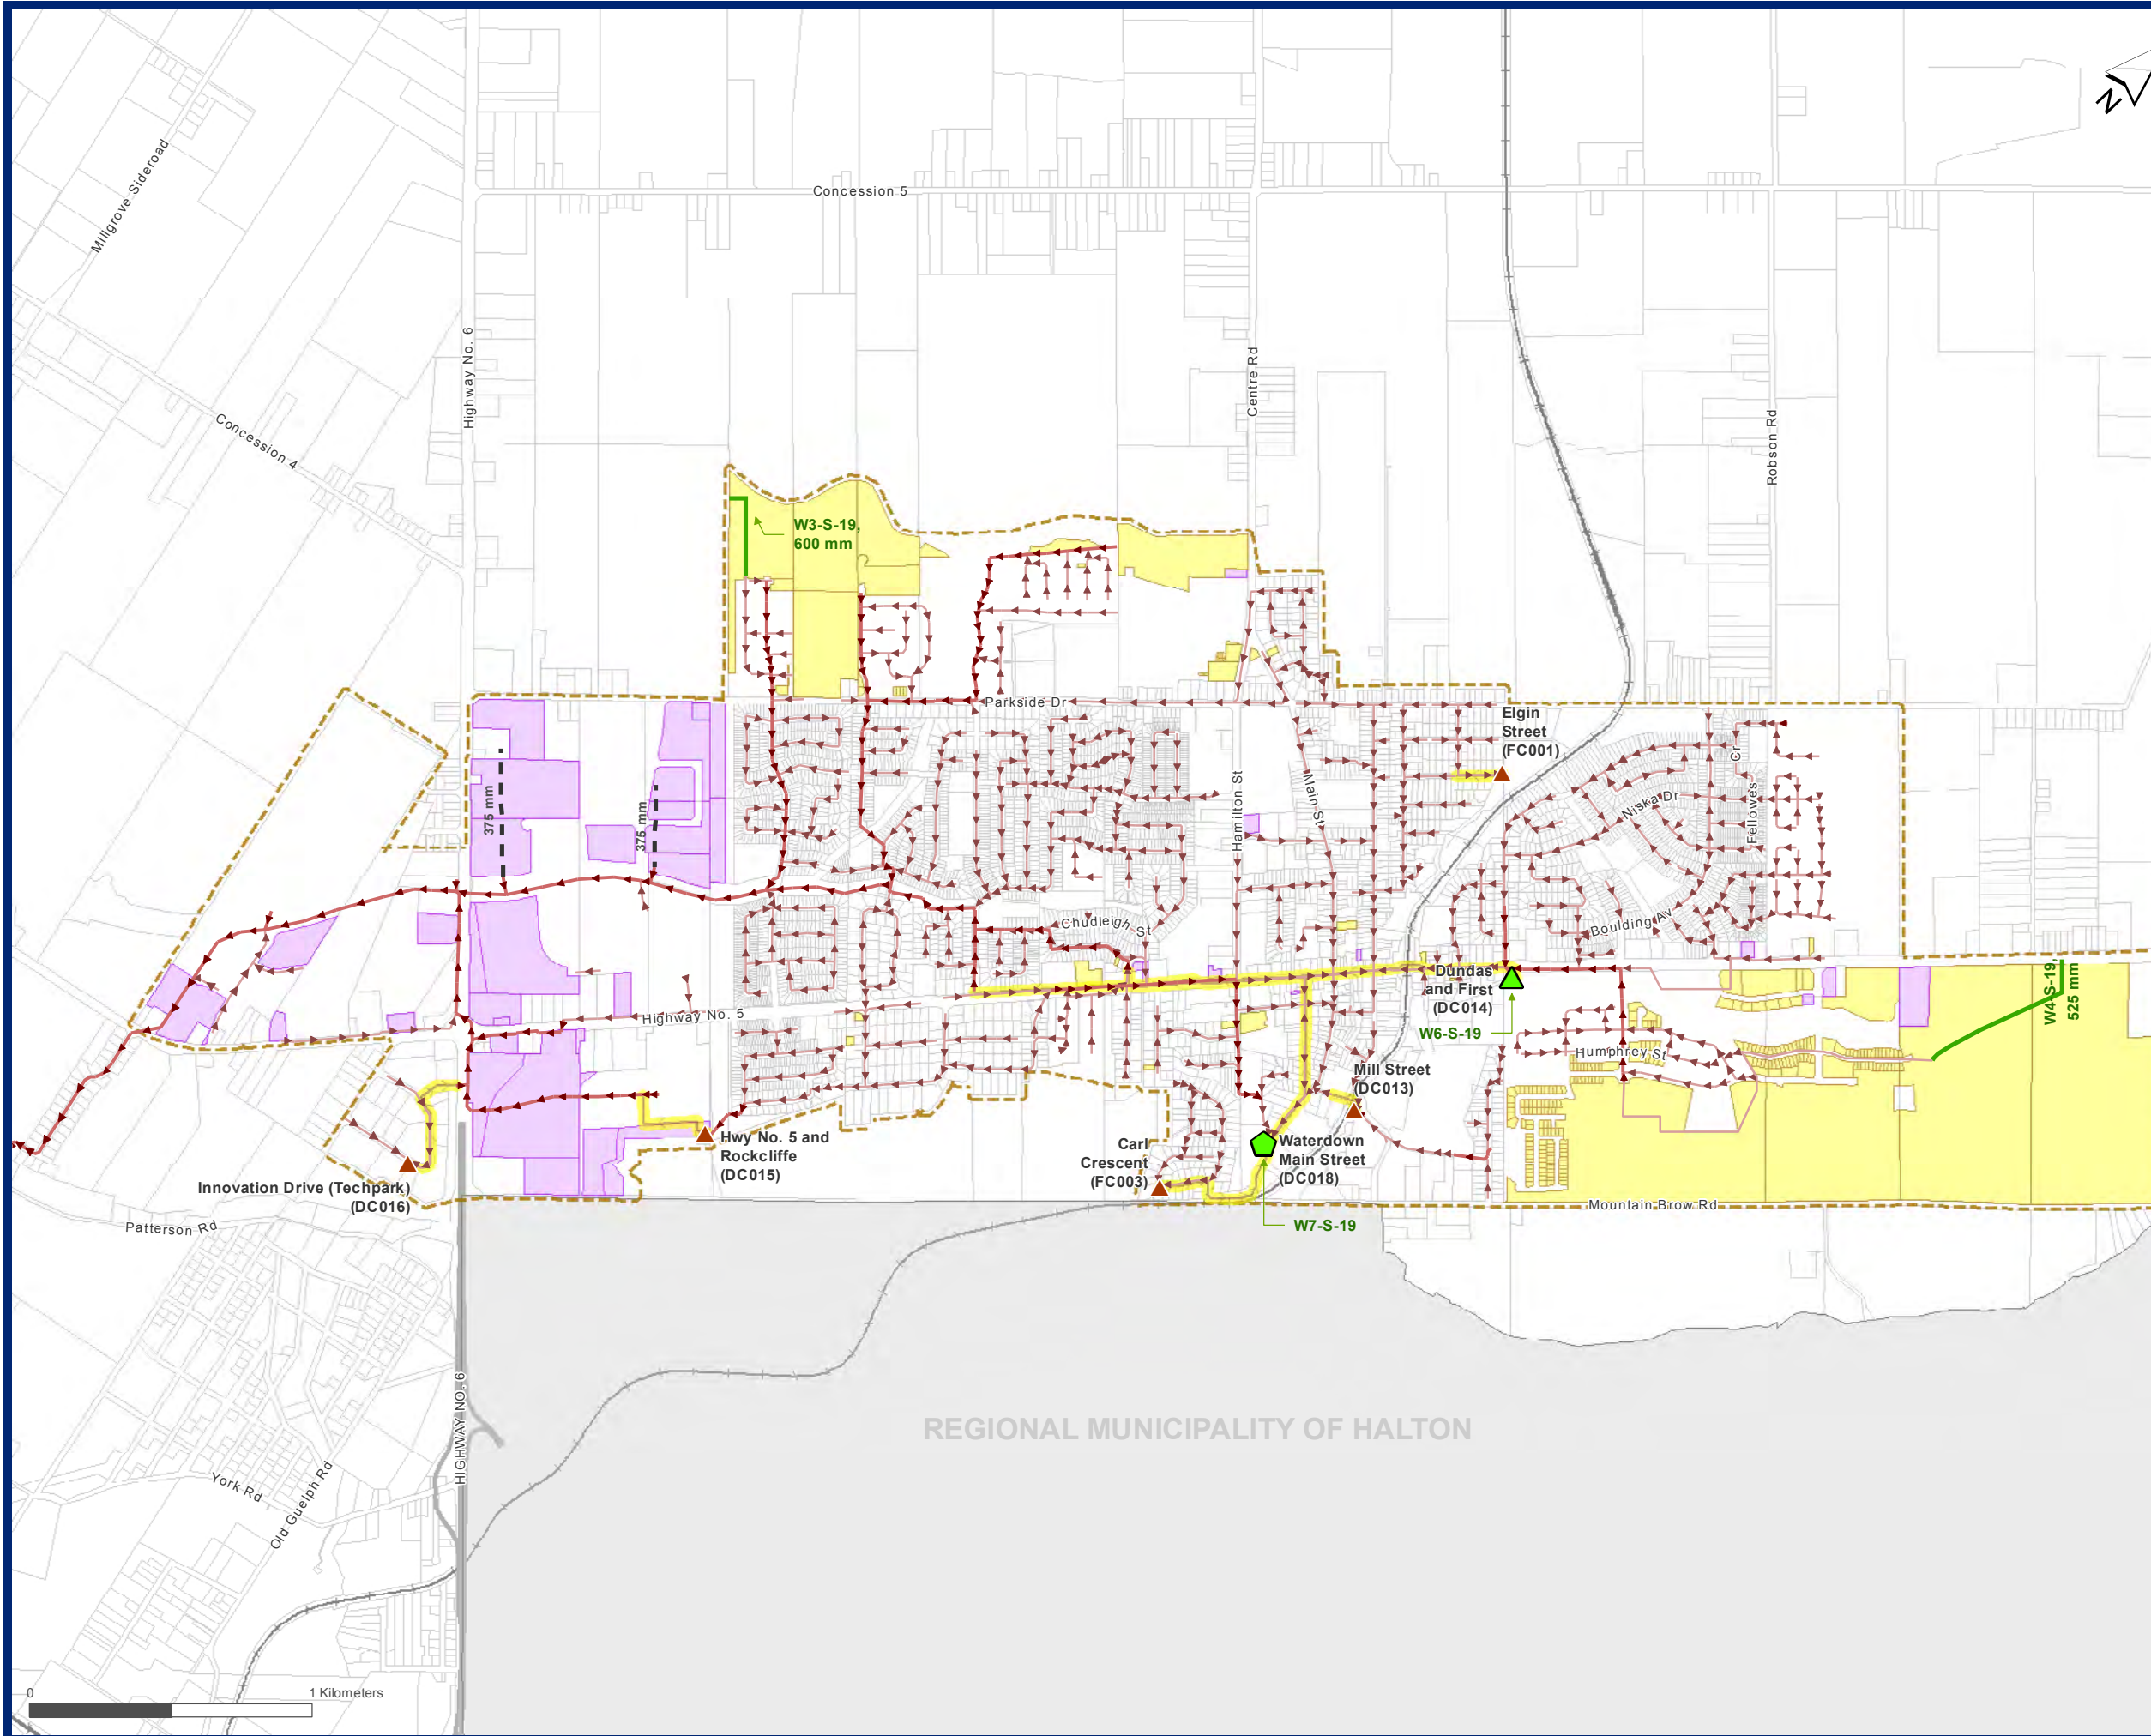 N
Concession 5
Millgrove Sideroad
Highway No. 6
Centre Rd
Robson Rd
Concession 4
W3-S-19,
600 mm
Parkside Dr
Elgin
Street
(FC001)
375 mm
375 mm
Hamilton St
Main St
Niska Dr
Fellowes Cr
Chudleigh St
Boulding Av
Dundas
and First
(DC014)
W6-S-19
W4-S-19,
525 mm
Highway No. 5
Humphrey St
Mill Street
(DC013)
Hwy No. 5 and
Rockcliffe
(DC015)
Carl
Crescent
(FC003)
Waterdown
Main Street
(DC018)
Innovation Drive (Techpark)
(DC016)
Patterson Rd
W7-S-19
Mountain Brow Rd
HIGHWAY NO. 6
REGIONAL MUNICIPALITY OF HALTON
York Rd
Old Guelph Rd
0
1 Kilometers